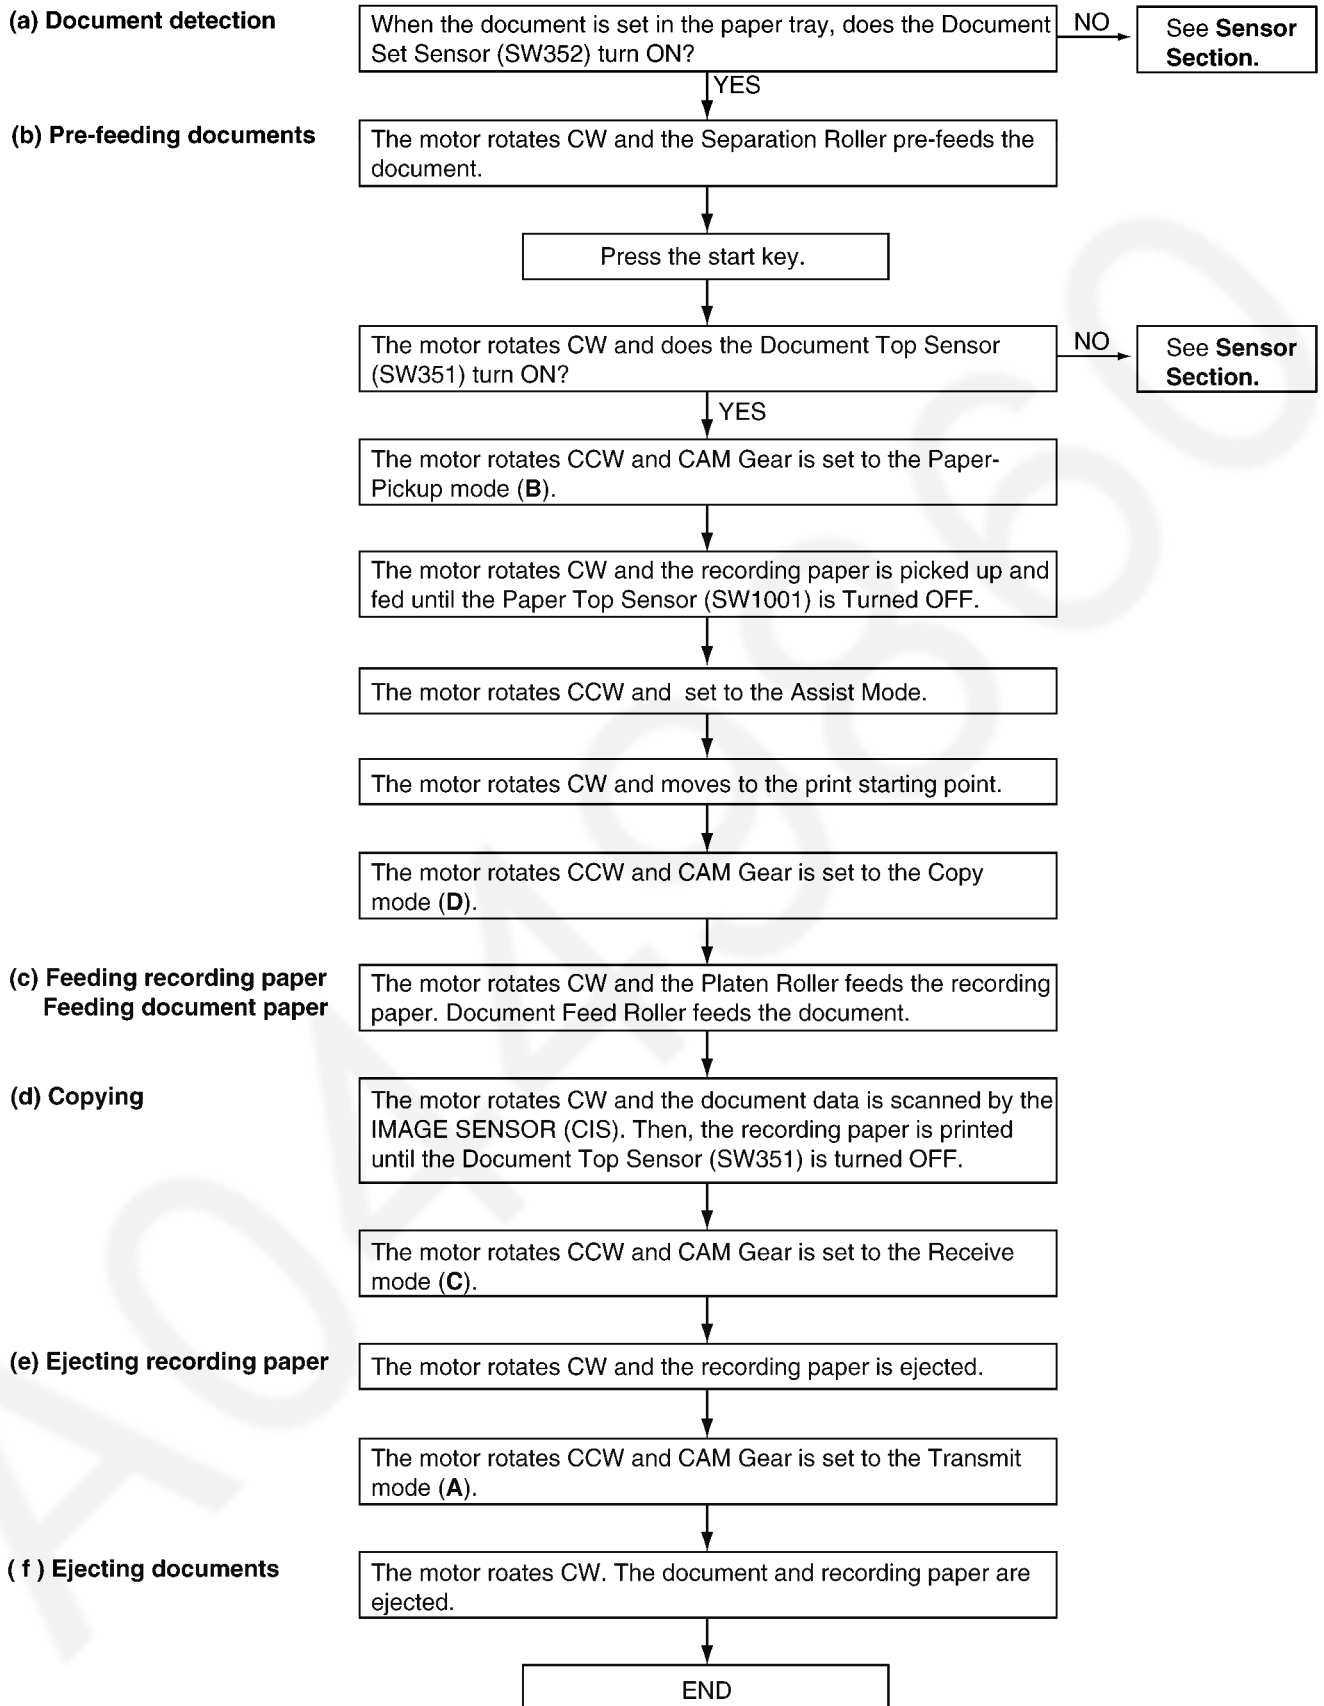 (a) Document detection
When the document is set in the paper tray, does the Document
Set Sensor (SW352) turn ON?
NO
See Sensor
Section.
YES
(b) Pre-feeding documents
The motor rotates CW and the Separation Roller pre-feeds the
document.
Press the start key.
The motor rotates CW and does the Document Top Sensor
(SW351) turn ON?
NO
See Sensor
Section.
YES
The motor rotates CCW and CAM Gear is set to the Paper-
Pickup mode (B).
The motor rotates CW and the recording paper is picked up and
fed until the Paper Top Sensor (SW1001) is Turned OFF.
The motor rotates CCW and  set to the Assist Mode.
The motor rotates CW and moves to the print starting point.
The motor rotates CCW and CAM Gear is set to the Copy
mode (D).
(c) Feeding recording paper
Feeding document paper
The motor rotates CW and the Platen Roller feeds the recording
paper. Document Feed Roller feeds the document.
(d) Copying
The motor rotates CW and the document data is scanned by the
IMAGE SENSOR (CIS). Then, the recording paper is printed
until the Document Top Sensor (SW351) is turned OFF.
The motor rotates CCW and CAM Gear is set to the Receive
mode (C).
(e) Ejecting recording paper
The motor rotates CW and the recording paper is ejected.
The motor rotates CCW and CAM Gear is set to the Transmit
mode (A).
( f ) Ejecting documents
The motor roates CW. The document and recording paper are
ejected.
END
A04449860